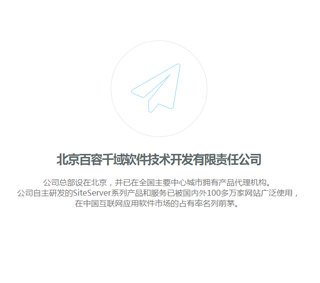 北京百容千域软件技术开发有限责任公司
公司总部设在北京，并已在全国主要中心城市拥有产品代理机构。
公司自主研发的SiteServer系列产品和服务已被国内外100多万家网站广泛使用，
在中国互联网应用软件市场的占有率名列前茅。